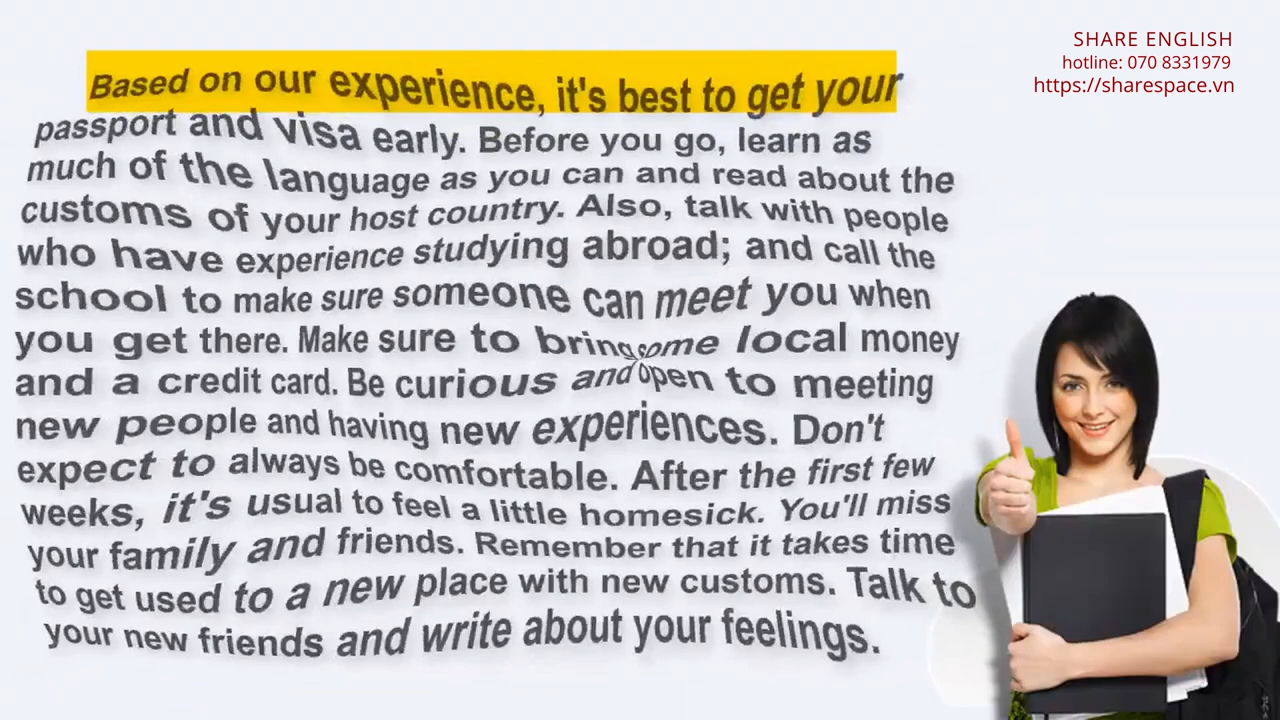 SHARE ENGLISH
hotline: 070 8331979
https://sharespace.vn
Based on our experience, it's best to get your
passport and visa early. Before you go, learn as
much of the language as you can and read about the
customs of your host country. Also, talk with people
who have experience studying abroad; and call the
school to make sure someone can meet you when
you get there. Make sure to bring some local money
and a credit card. Be curious and open to meeting
new people and having new experiences. Don't
expect to always be comfortable. After the first few
weeks, it's usual to feel a little homesick. You'll miss
your family and friends. Remember that it takes time
to get used to a new place with new customs. Talk to
your new friends and write about your feelings.